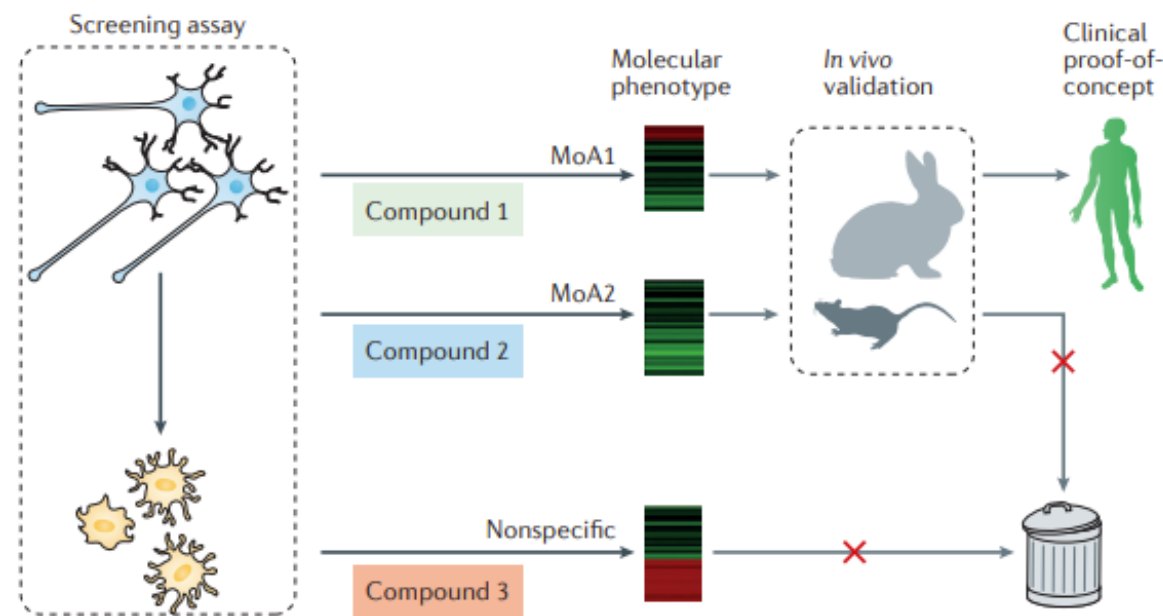 Screening assay
Molecular
phenotype
In vivo
validation
Clinical
proof-of-
concept
MoA1
Compound 1
MoA2
Compound 2
Nonspecific
Compound 3